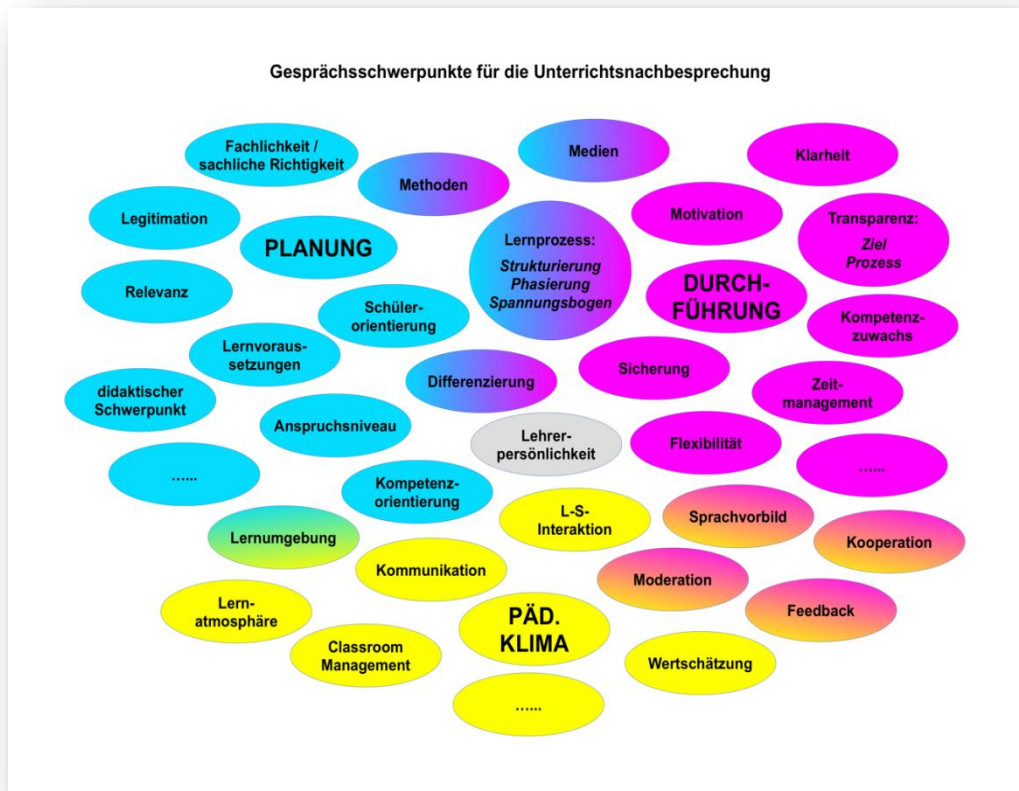 Gesprächsschwerpunkte für die Unterrichtsnachbesprechung
Fachlichkeit /
sachliche Richtigkeit
Medien
Klarheit
Methoden
Legitimation
Motivation
Transparenz:
Ziel
Prozess
PLANUNG
Lernprozess:
Strukturierung
Phasierung
Spannungsbogen
DURCH-
FÜHRUNG
Relevanz
Schüler-
orientierung
Kompetenz-
zuwachs
Lernvoraus-
setzungen
Sicherung
Differenzierung
Zeit-
management
didaktischer
Schwerpunkt
Anspruchsniveau
Lehrer-
persönlichkeit
Flexibilität
…...
…...
Kompetenz-
orientierung
L-S-
Interaktion
Sprachvorbild
Lernumgebung
Kooperation
Kommunikation
Moderation
Lern-
atmosphäre
Feedback
PÄD.
KLIMA
Classroom
Management
Wertschätzung
…...